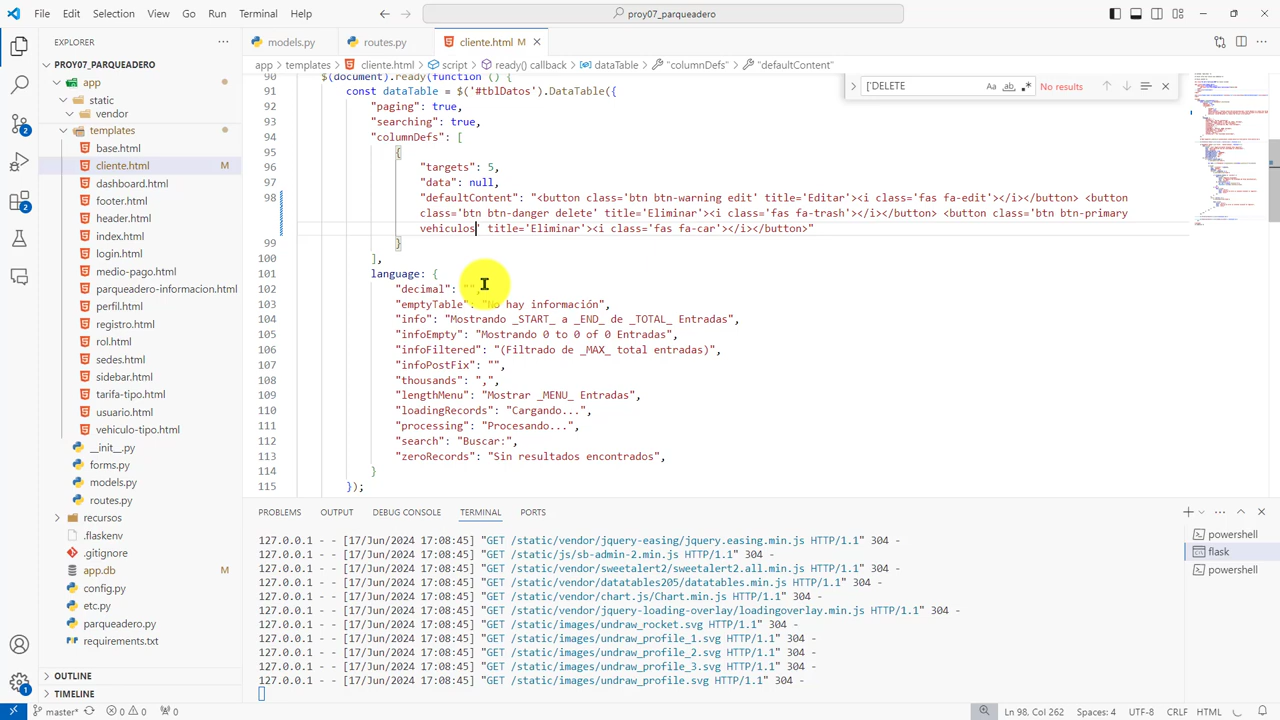 File Edit Selection View Go Run Terminal Help
proy07_parqueadero
EXPLORER
models.py
routes.py
cliente.html M
PROY07_PARQUEADERO
app
static
vendor
templates
base.html
cliente.html M
dashboard.html
footer.html
header.html
index.html
login.html
medio-pago.html
parqueadero-informacion.html
perfil.html
registro.html
rol.html
sedes.html
sidebar.html
tarifa-tipo.html
usuario.html
vehiculo-tipo.html
__init__.py
forms.py
models.py
routes.py
recursos
.flaskenv
.gitignore
app.db M
config.py
etc.py
parqueadero.py
requirements.txt
OUTLINE
TIMELINE
app > templates > cliente.html > script > ready() callback > dataTable > "columnDefs" > "defaultContent"
['DELETE
Aa ab
No results
90 $(document).ready(function () {
91 const dataTable = $('#tbDatos').DataTable({
92 "paging": true,
93 "searching": true,
94 "columnDefs": [
95 {
96 "targets": 5,
97 "data": null,
98 "defaultContent": "<button class='btn btn-warning edit' title='Editar'><i class='fas fa-edit'></i></button> <button
class='btn btn-danger delete' title='Eliminar'><i class='fas fa-trash'></i></button> <button class='btn btn-primary
vehiculos' title='Eliminar'><i class='fas fa-car'></i></button>"
99 }
100 ],
101 language: {
102 "decimal": "",
103 "emptyTable": "No hay información",
104 "info": "Mostrando _START_ a _END_ de _TOTAL_ Entradas",
105 "infoEmpty": "Mostrando 0 to 0 of 0 Entradas",
106 "infoFiltered": "(Filtrado de _MAX_ total entradas)",
107 "infoPostFix": "",
108 "thousands": ",",
109 "lengthMenu": "Mostrar _MENU_ Entradas",
110 "loadingRecords": "Cargando...",
111 "processing": "Procesando...",
112 "search": "Buscar:",
113 "zeroRecords": "Sin resultados encontrados",
114 }
115 });
PROBLEMS OUTPUT DEBUG CONSOLE TERMINAL PORTS
127.0.0.1 - - [17/Jun/2024 17:08:45] "GET /static/vendor/jquery-easing/jquery.easing.min.js HTTP/1.1" 304 -
127.0.0.1 - - [17/Jun/2024 17:08:45] "GET /static/js/sb-admin-2.min.js HTTP/1.1" 304 -
127.0.0.1 - - [17/Jun/2024 17:08:45] "GET /static/vendor/sweetalert2/sweetalert2.all.min.js HTTP/1.1" 304 -
127.0.0.1 - - [17/Jun/2024 17:08:45] "GET /static/vendor/datatables205/datatables.min.js HTTP/1.1" 304 -
127.0.0.1 - - [17/Jun/2024 17:08:45] "GET /static/vendor/chart.js/Chart.min.js HTTP/1.1" 304 -
127.0.0.1 - - [17/Jun/2024 17:08:45] "GET /static/vendor/jquery-loading-overlay/loadingoverlay.min.js HTTP/1.1" 304 -
127.0.0.1 - - [17/Jun/2024 17:08:45] "GET /static/images/undraw_rocket.svg HTTP/1.1" 304 -
127.0.0.1 - - [17/Jun/2024 17:08:45] "GET /static/images/undraw_profile_1.svg HTTP/1.1" 304 -
127.0.0.1 - - [17/Jun/2024 17:08:45] "GET /static/images/undraw_profile_2.svg HTTP/1.1" 304 -
127.0.0.1 - - [17/Jun/2024 17:08:45] "GET /static/images/undraw_profile_3.svg HTTP/1.1" 304 -
127.0.0.1 - - [17/Jun/2024 17:08:45] "GET /static/images/undraw_profile.svg HTTP/1.1" 304 -
powershell
flask
powershell
2
2
1
master* 0 0 0
Ln 98, Col 262 Spaces: 4 UTF-8 CRLF HTML